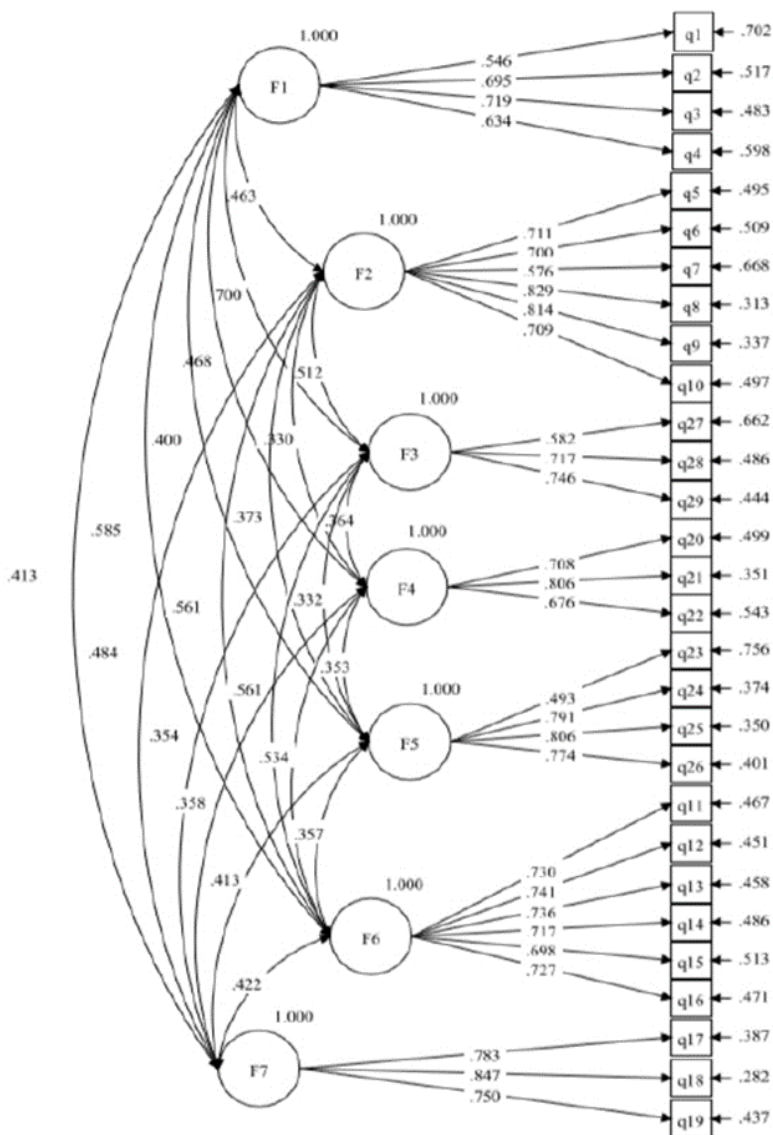 1.000
F1
.546
.695
.719
.634
q1 .702
q2 .517
q3 .483
q4 .598
.463
1.000
F2
.711
.700
.576
.829
.814
.709
q5 .495
q6 .509
q7 .668
q8 .313
q9 .337
q10 .497
.700
.512
.468
1.000
F3
.582
.717
.746
q27 .662
q28 .486
q29 .444
.400
.330
.373
.364
.585
1.000
F4
.708
.806
.676
q20 .499
q21 .351
q22 .543
.413
.561
.332
.484
.353
1.000
F5
.493
.791
.806
.774
q23 .756
q24 .374
q25 .350
q26 .401
.561
.354
.534
.358
.357
.413
1.000
F6
.730
.741
.736
.717
.698
.727
q11 .467
q12 .451
q13 .458
q14 .486
q15 .513
q16 .471
.422
1.000
F7
.783
.847
.750
q17 .387
q18 .282
q19 .437